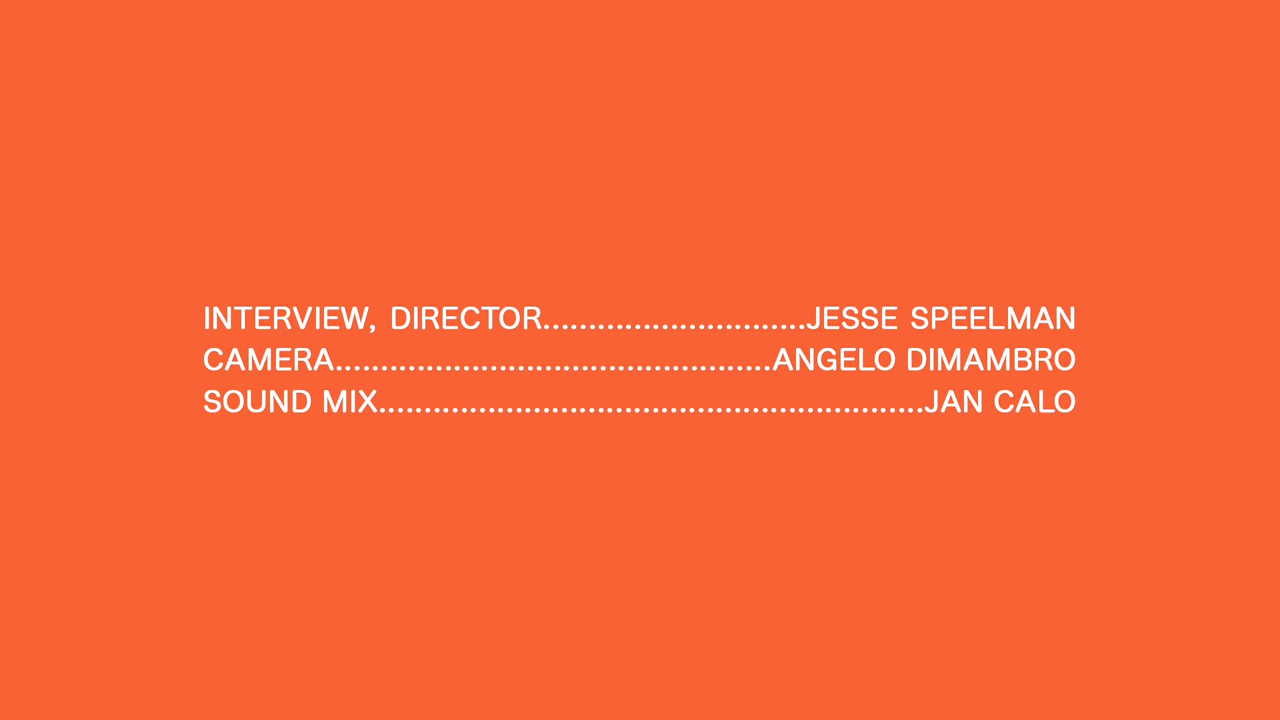 INTERVIEW, DIRECTOR.............................JESSE SPEELMAN
CAMERA................................................ANGELO DIMAMBRO
SOUND MIX............................................................JAN CALO